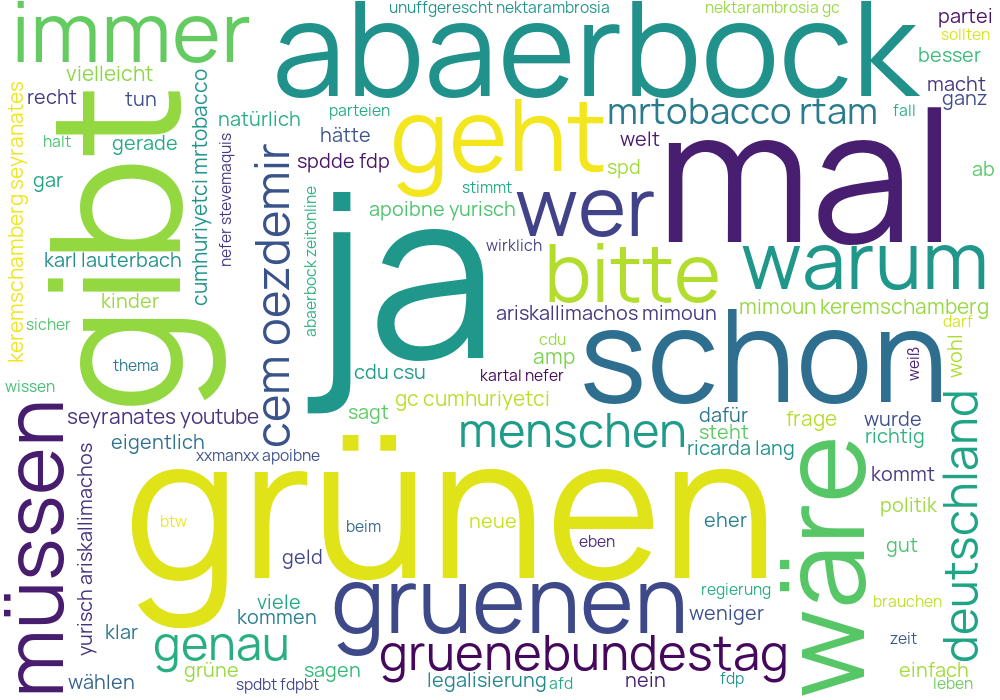 unuffgerescht nektarambrosia
nektarambrosia gc
partei
sollten
immer
abaerbock
besser
vielleicht
macht
recht
tun
ganz
keremschamberg seyranates
gibt
cumhuriyetci mrtobacco
natürlich
parteien
geht
mrtobacco rtam
fall
hätte
welt
mal
halt
gerade
nefer stevemaquis
cem oezdemir
spdde fdp
spd
ab
gar
stimmt
abaerbock zeitonline
ja
apoibne yurisch
wer
wirklich
warum
karl lauterbach
bitte
kinder
ariskallimachos mimoun
mimoun keremschamberg
sicher
schon
darf
wohl
cdu
amp
weiß
thema
cdu csu
kartal nefer
wissen
gc cumhuriyetci
müssen
seyranates youtube
sagt
menschen
dafür
steht
frage
wurde
richtig
deutschland
eigentlich
yurisch ariskallimachos
xxmanxx apoibne
ricarda lang
wäre
grünen
kommt
btw
beim
neue
eher
politik
eben
gut
geld
gruenen
regierung
viele
kommen
weniger
brauchen
klar
genau
zeit
gruenebundestag
grüne
sagen
einfach
wählen
spdbt fdpbt
legalisierung
afd
nein
fdp
leben